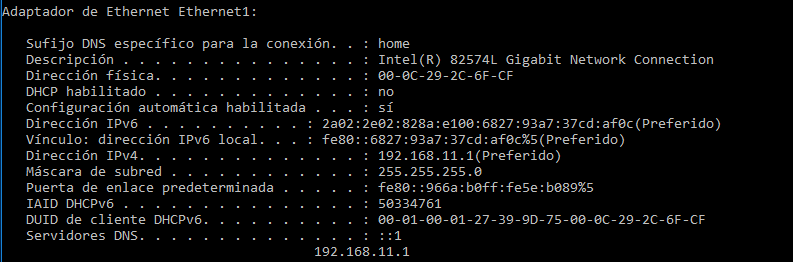 Adaptador de Ethernet Ethernet1:
Sufijo DNS específico para la conexión. . : home
Descripción . . . . . . . . . . . . . . . : Intel(R) 82574L Gigabit Network Connection
Dirección física. . . . . . . . . . . . . : 00-0C-29-2C-6F-CF
DHCP habilitado . . . . . . . . . . . . . : no
Configuración automática habilitada . . . : sí
Dirección IPv6 . . . . . . . . . . : 2a02:2e02:828a:e100:6827:93a7:37cd:af0c(Preferido)
Vínculo: dirección IPv6 local. . . : fe80::6827:93a7:37cd:af0c%5(Preferido)
Dirección IPv4. . . . . . . . . . . . . . : 192.168.11.1(Preferido)
Máscara de subred . . . . . . . . . . . . : 255.255.255.0
Puerta de enlace predeterminada . . . . . : fe80::966a:b0ff:fe5e:b089%5
IAID DHCPv6 . . . . . . . . . . . . . . . : 50334761
DUID de cliente DHCPv6. . . . . . . . . . : 00-01-00-01-27-39-9D-75-00-0C-29-2C-6F-CF
Servidores DNS. . . . . . . . . . . . . . : ::1
192.168.11.1